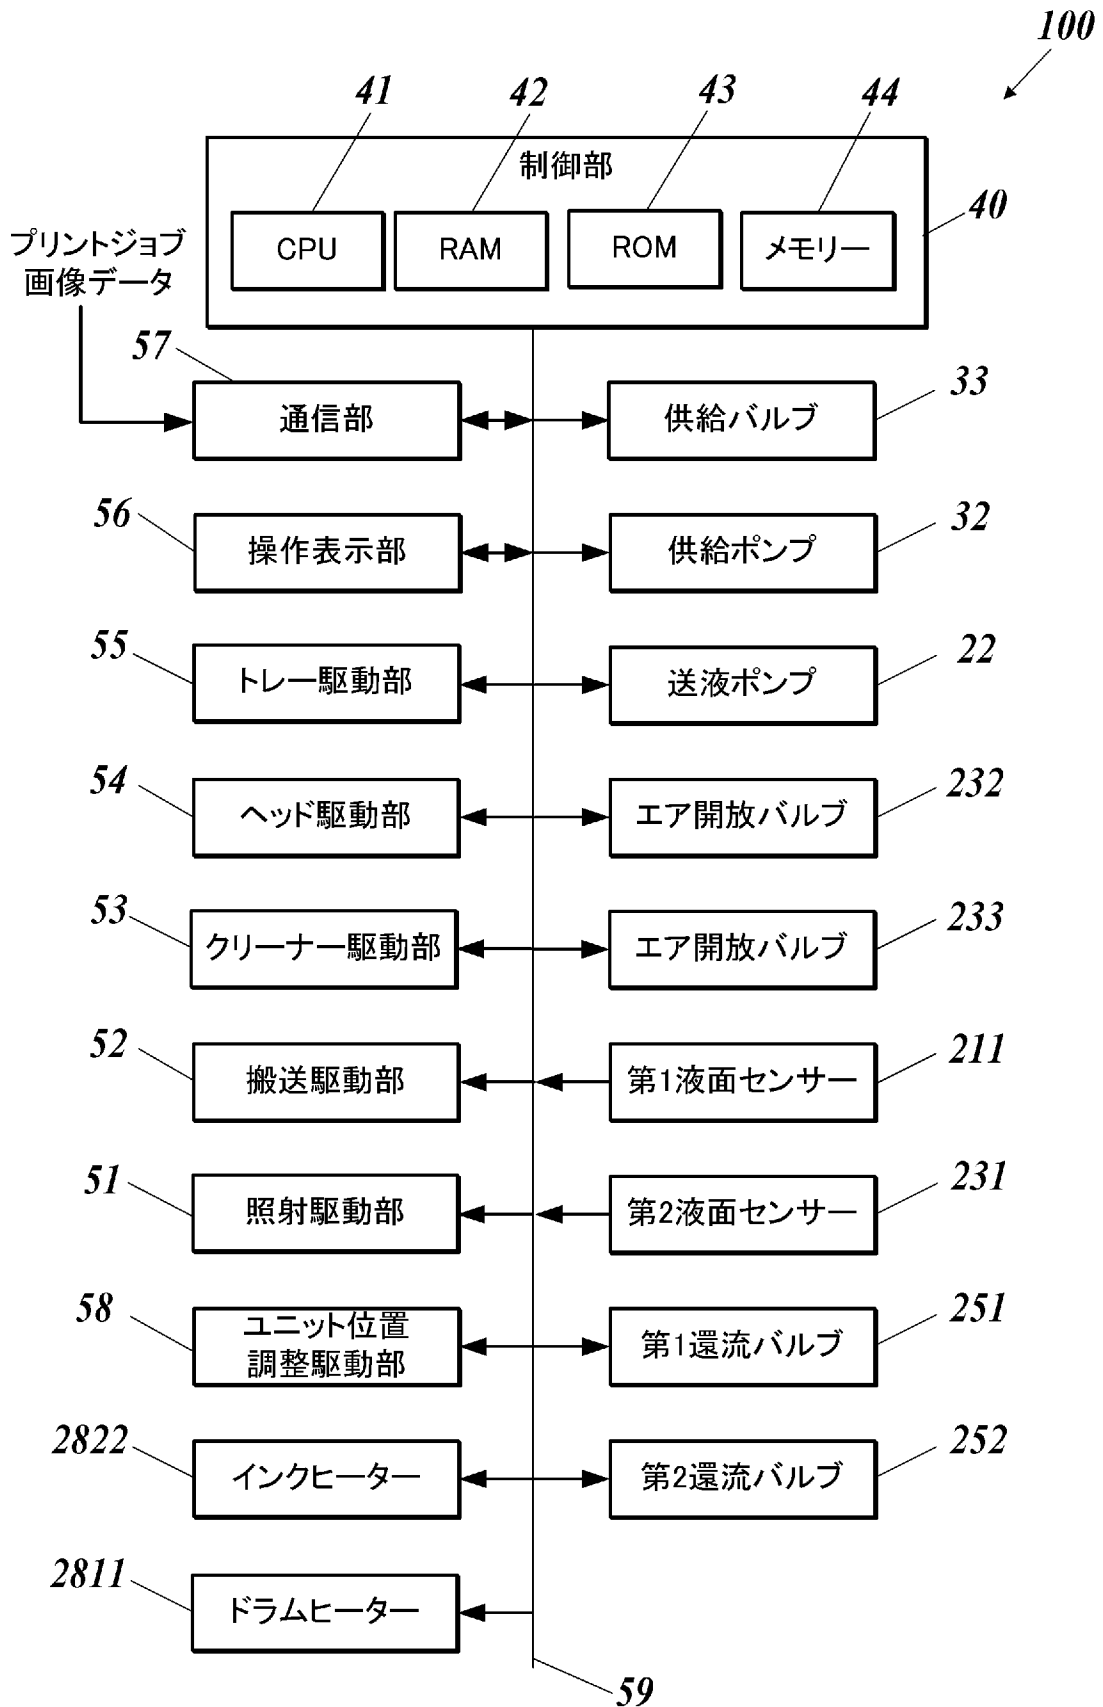 100
41
42
43
44
制御部
40
CPU
RAM
ROM
メモリー
プリントジョブ
画像データ
57
通信部
供給バルブ
33
56
操作表示部
供給ポンプ
32
55
トレー駆動部
送液ポンプ
22
54
ヘッド駆動部
エア開放バルブ
232
53
クリーナー駆動部
エア開放バルブ
233
52
搬送駆動部
第1液面センサー
211
51
照射駆動部
第2液面センサー
231
58
ユニット位置
調整駆動部
第1還流バルブ
251
2822
インクヒーター
第2還流バルブ
252
2811
ドラムヒーター
59